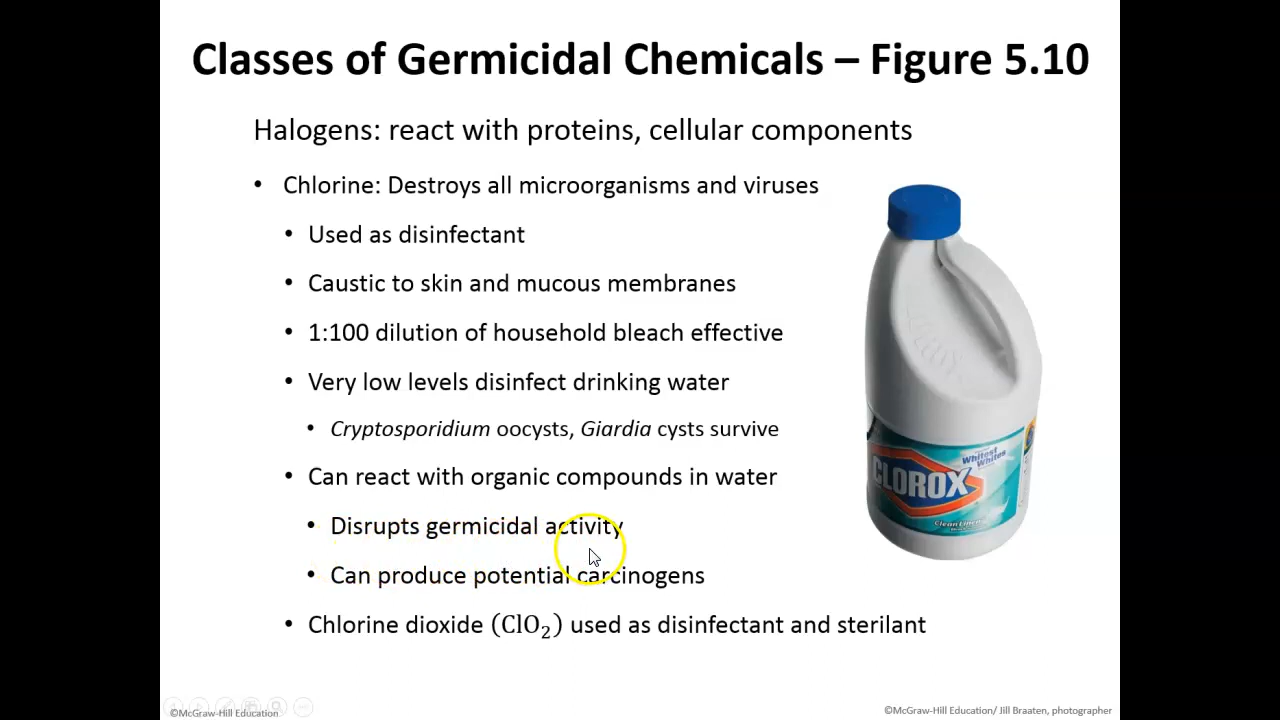 Classes of Germicidal Chemicals – Figure 5.10
Halogens: react with proteins, cellular components
• Chlorine: Destroys all microorganisms and viruses
• Used as disinfectant
• Caustic to skin and mucous membranes
• 1:100 dilution of household bleach effective
• Very low levels disinfect drinking water
• Cryptosporidium oocysts, Giardia cysts survive
• Can react with organic compounds in water
• Disrupts germicidal activity
• Can produce potential carcinogens
• Chlorine dioxide (ClO₂) used as disinfectant and sterilant
Whitest
Whites
CLOROX
Clean Linen
©McGraw-Hill Education
©McGraw-Hill Education/ Jill Braaten, photographer